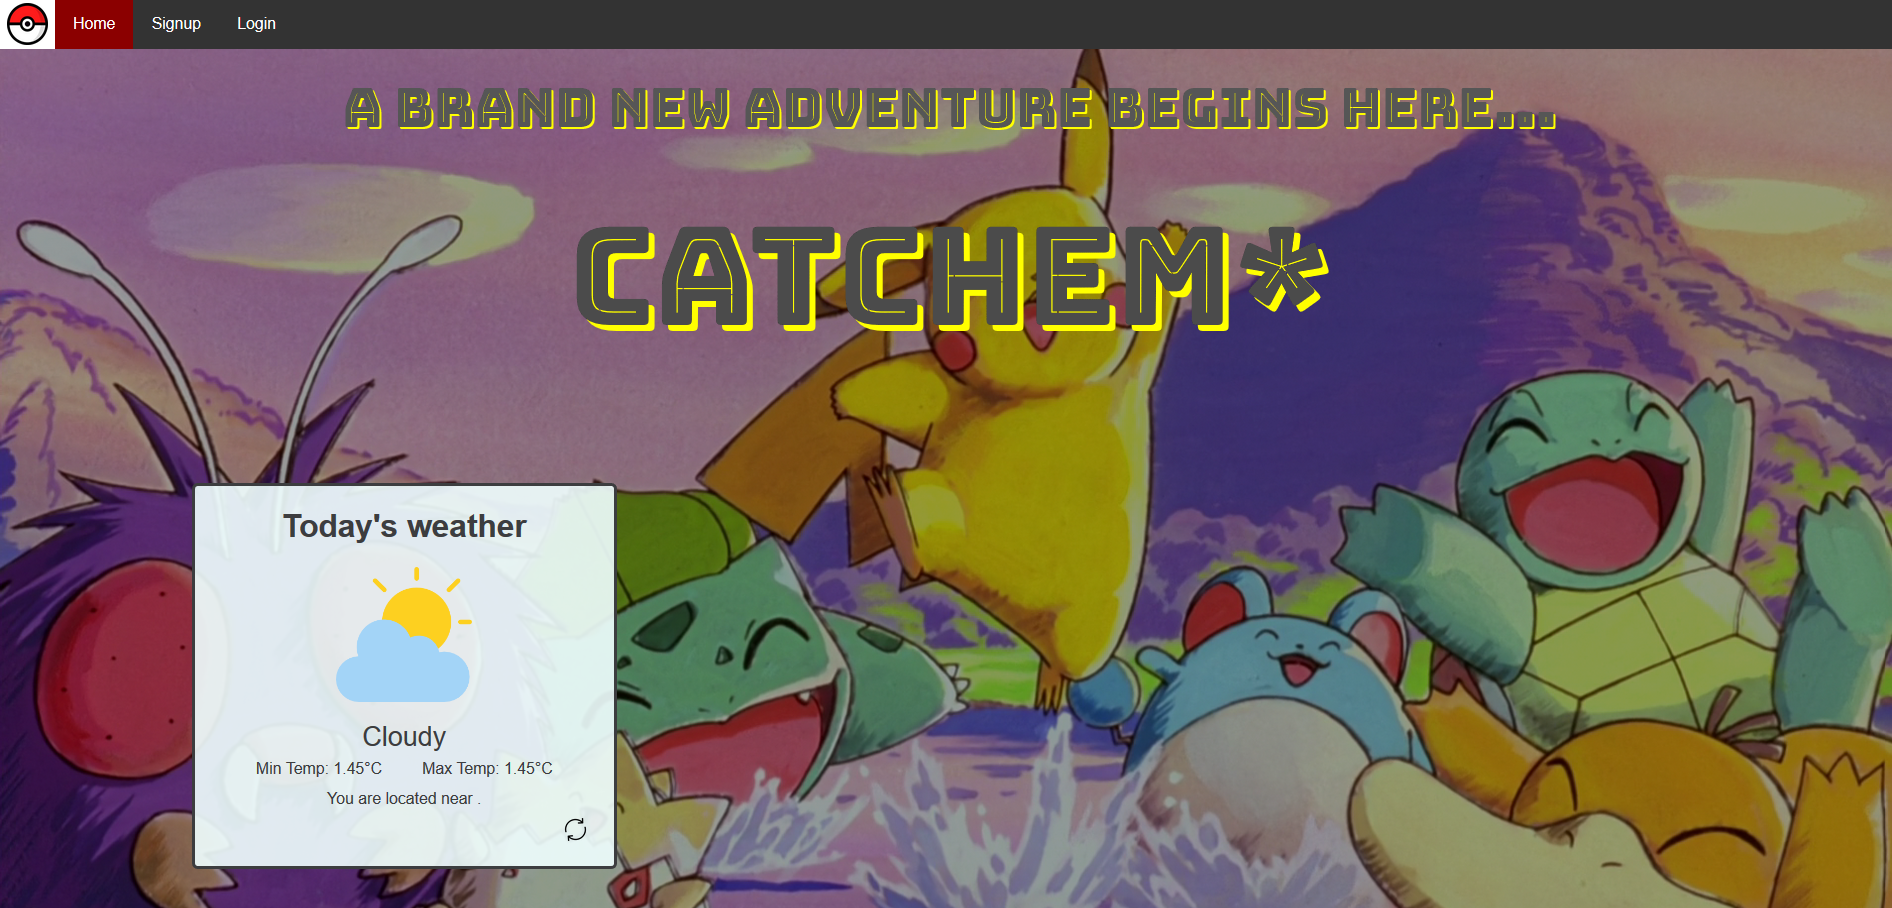 Home Signup Login
A BRAND NEW ADVENTURE BEGINS HERE...
CATCHEM*
Today's weather
Cloudy
Min Temp: 1.45°C Max Temp: 1.45°C
You are located near .